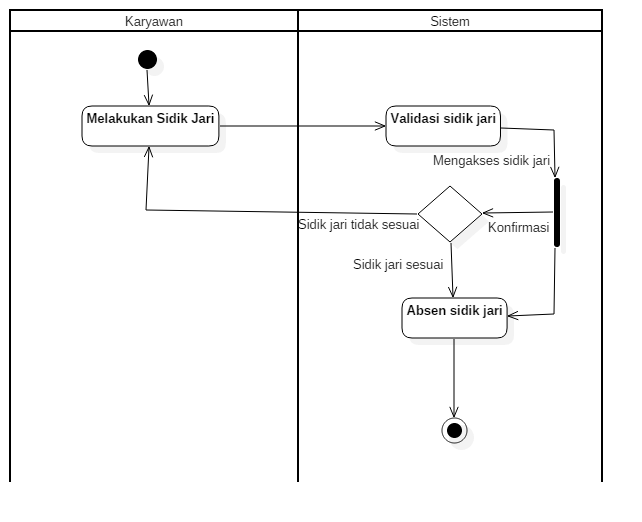 Karyawan
Sistem
Melakukan Sidik Jari
Validasi sidik jari
Mengakses sidik jari
Sidik jari tidak sesuai
Konfirmasi
Sidik jari sesuai
Absen sidik jari